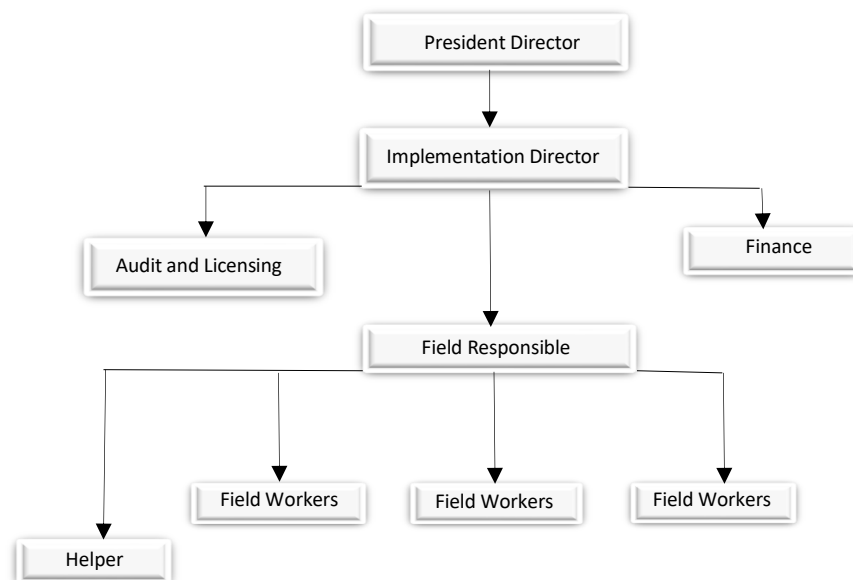 President Director
Implementation Director
Audit and Licensing
Finance
Field Responsible
Field Workers
Field Workers
Field Workers
Helper